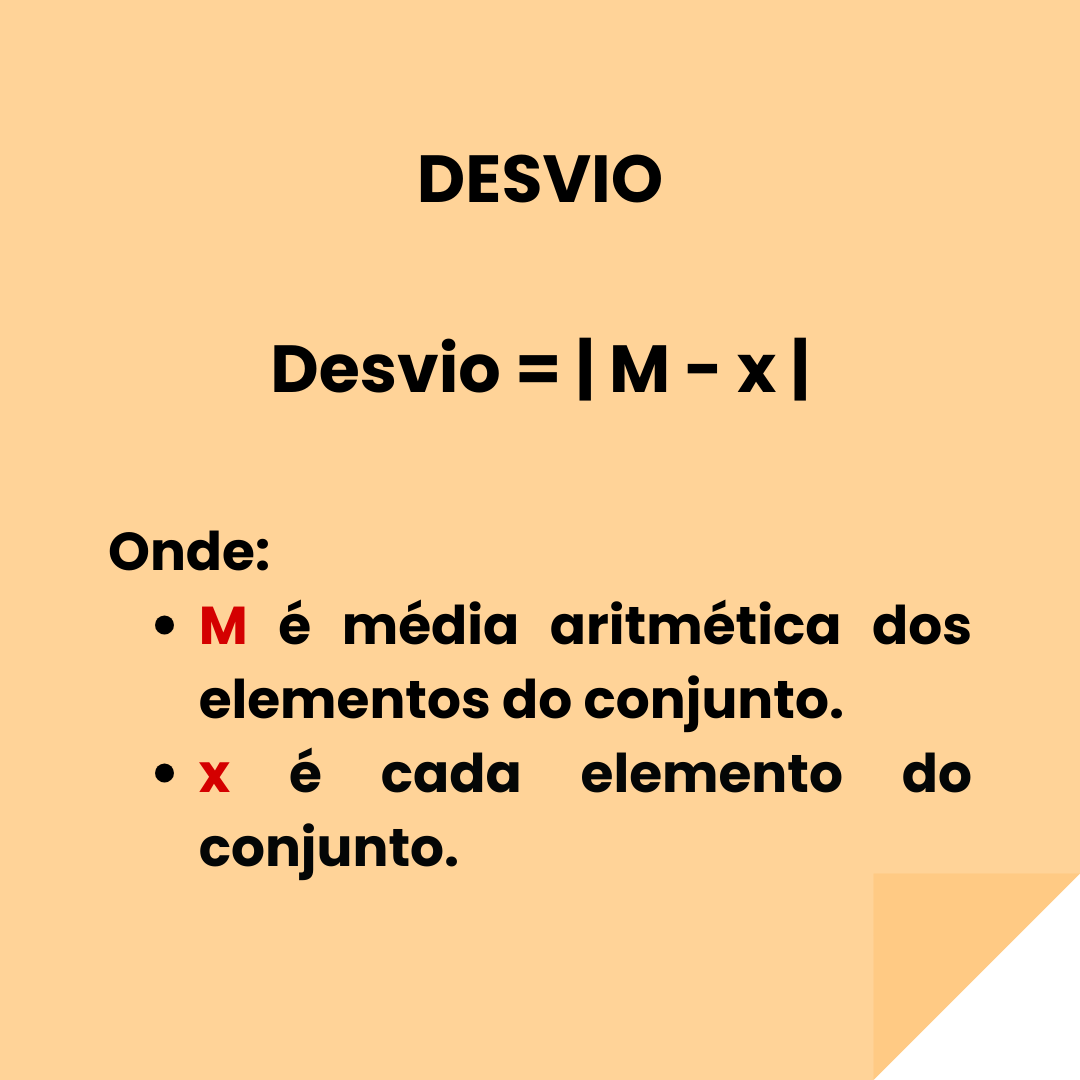 DESVIO
Desvio = | M - x |
Onde:
• M é média aritmética dos
elementos do conjunto.
• x é cada elemento do
conjunto.